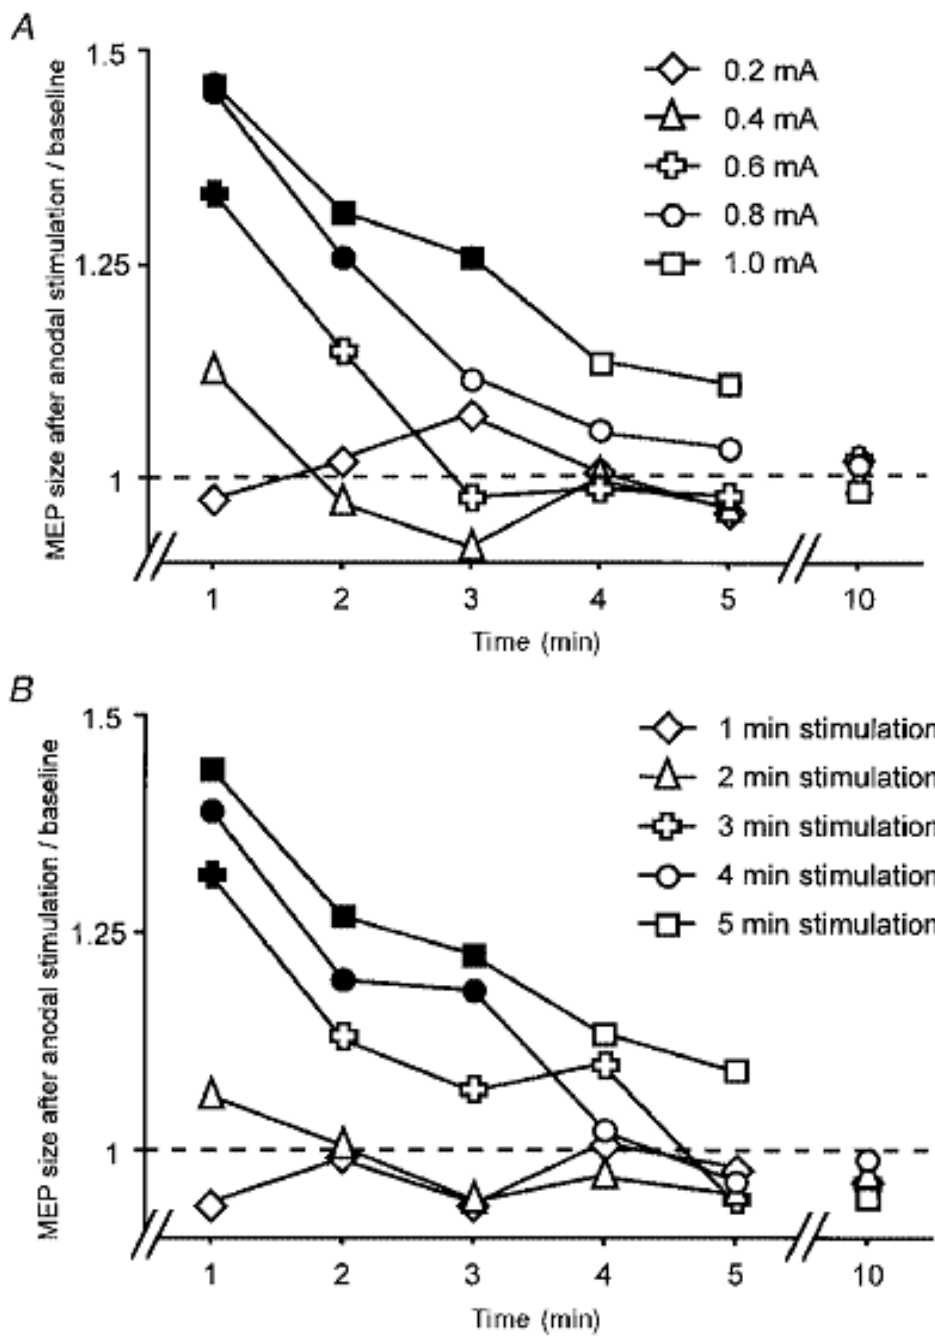 A
MEP size after anodal stimulation / baseline
1.5
1.25
1
0.2 mA
0.4 mA
0.6 mA
0.8 mA
1.0 mA
1 2 3 4 5 10
Time (min)
B
MEP size after anodal stimulation / baseline
1.5
1.25
1
1 min stimulation
2 min stimulation
3 min stimulation
4 min stimulation
5 min stimulation
1 2 3 4 5 10
Time (min)